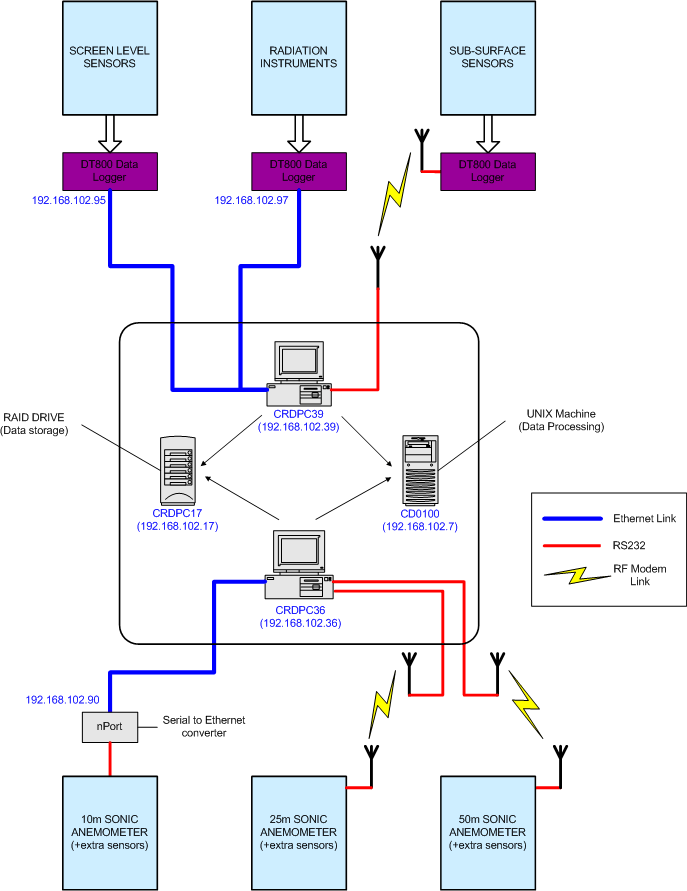 SCREEN LEVEL
SENSORS
RADIATION
INSTRUMENTS
SUB-SURFACE
SENSORS
DT800 Data
Logger
DT800 Data
Logger
DT800 Data
Logger
192.168.102.95
192.168.102.97
CRDPC39
(192.168.102.39)
RAID DRIVE
(Data storage)
UNIX Machine
(Data Processing)
CRDPC17
(192.168.102.17)
CD0100
(192.168.102.7)
Ethernet Link
RS232
RF Modem
Link
CRDPC36
(192.168.102.36)
192.168.102.90
nPort
Serial to Ethernet
converter
10m SONIC
ANEMOMETER
(+extra sensors)
25m SONIC
ANEMOMETER
(+extra sensors)
50m SONIC
ANEMOMETER
(+extra sensors)